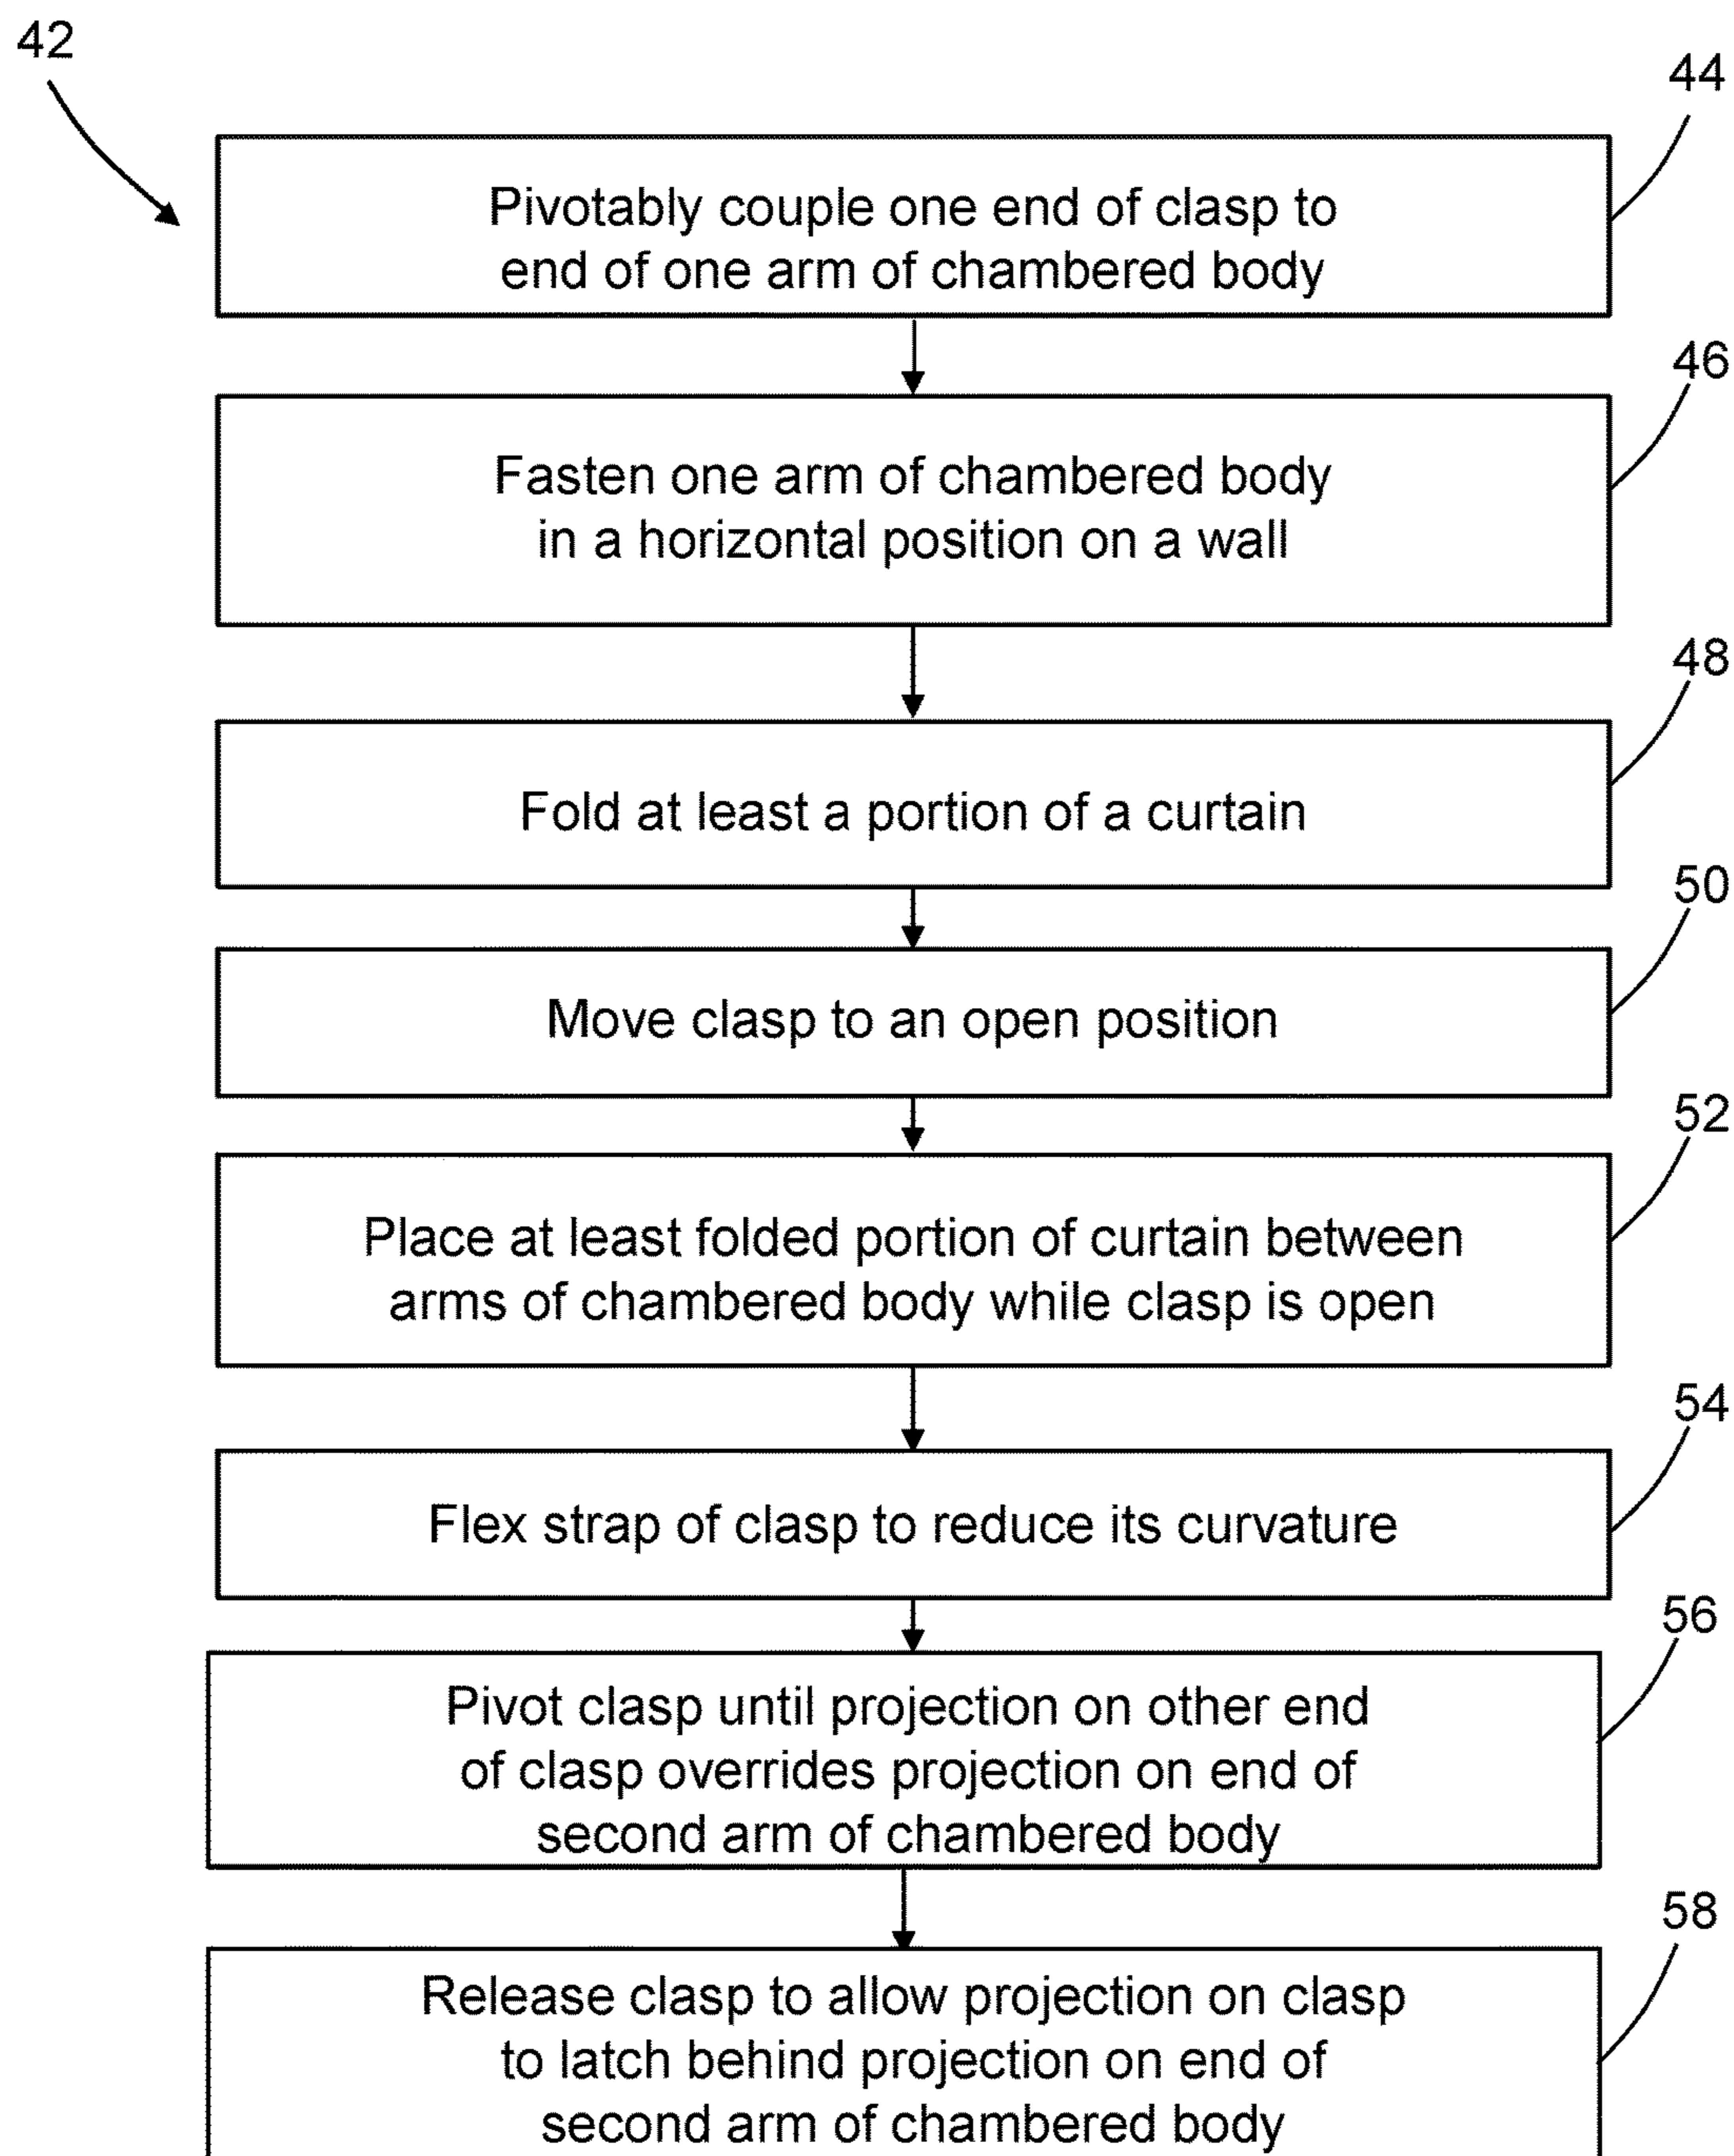 42
44
Pivotably couple one end of clasp to
end of one arm of chambered body
46
Fasten one arm of chambered body
in a horizontal position on a wall
48
Fold at least a portion of a curtain
50
Move clasp to an open position
52
Place at least folded portion of curtain between
arms of chambered body while clasp is open
54
Flex strap of clasp to reduce its curvature
56
Pivot clasp until projection on other end
of clasp overrides projection on end of
second arm of chambered body
58
Release clasp to allow projection on clasp
to latch behind projection on end of
second arm of chambered body